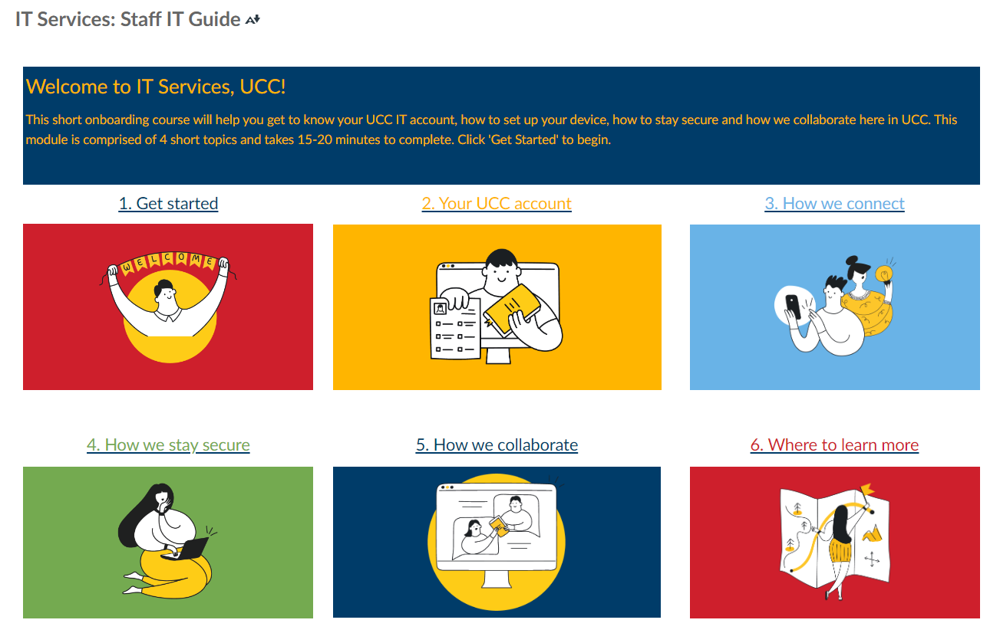 IT Services: Staff IT Guide
Welcome to IT Services, UCC!
This short onboarding course will help you get to know your UCC IT account, how to set up your device, how to stay secure and how we collaborate here in UCC. This
module is comprised of 4 short topics and takes 15-20 minutes to complete. Click 'Get Started' to begin.
1. Get started
2. Your UCC account
3. How we connect
WELCOME
4. How we stay secure
5. How we collaborate
6. Where to learn more